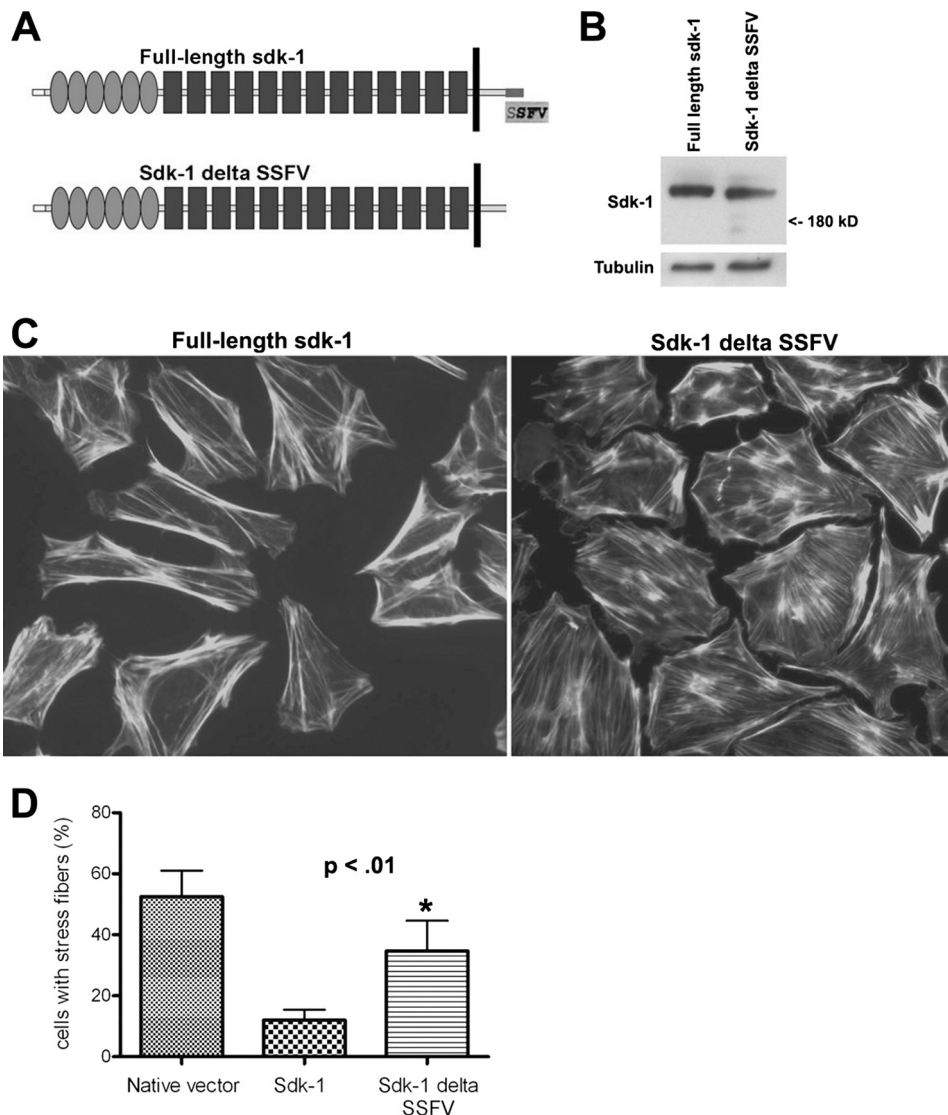 A
Full-length sdk-1
SSFV
Sdk-1 delta SSFV
B
Full length sdk-1
Sdk-1 delta SSFV
Sdk-1
<- 180 kD
Tubulin
C
Full-length sdk-1
Sdk-1 delta SSFV
D
cells with stress fibers (%)
80
60
40
20
0
p < .01
*
Native vector
Sdk-1
Sdk-1 delta
SSFV